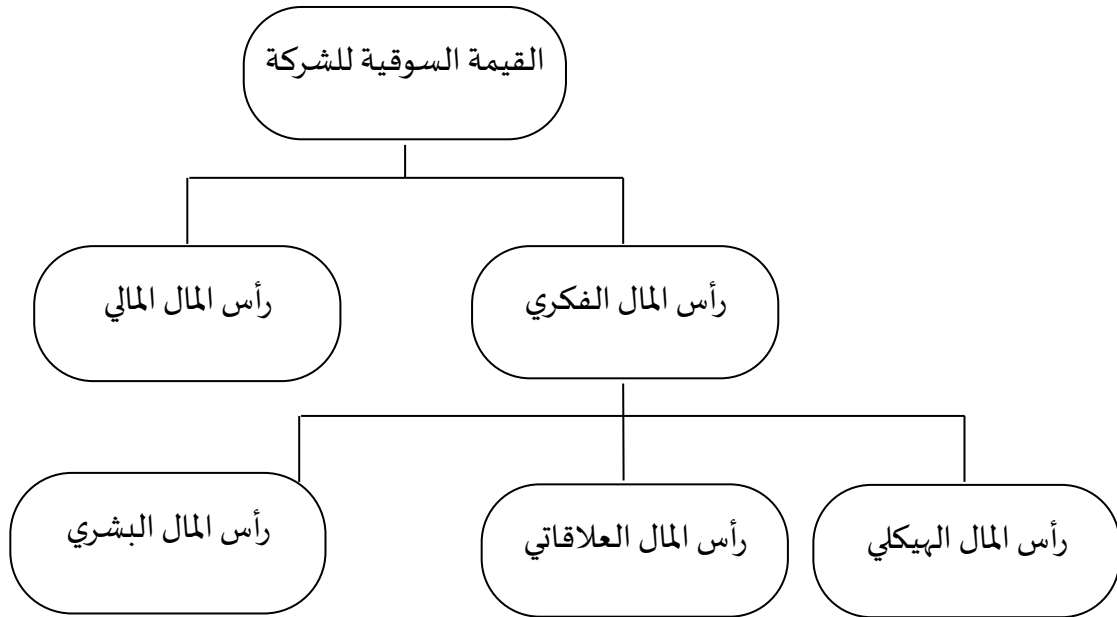 القيمة السوقية للشركة
رأس المال الفكري
رأس المال المالي
رأس المال الهيكلي
رأس المال العلاقاتي
رأس المال البشري